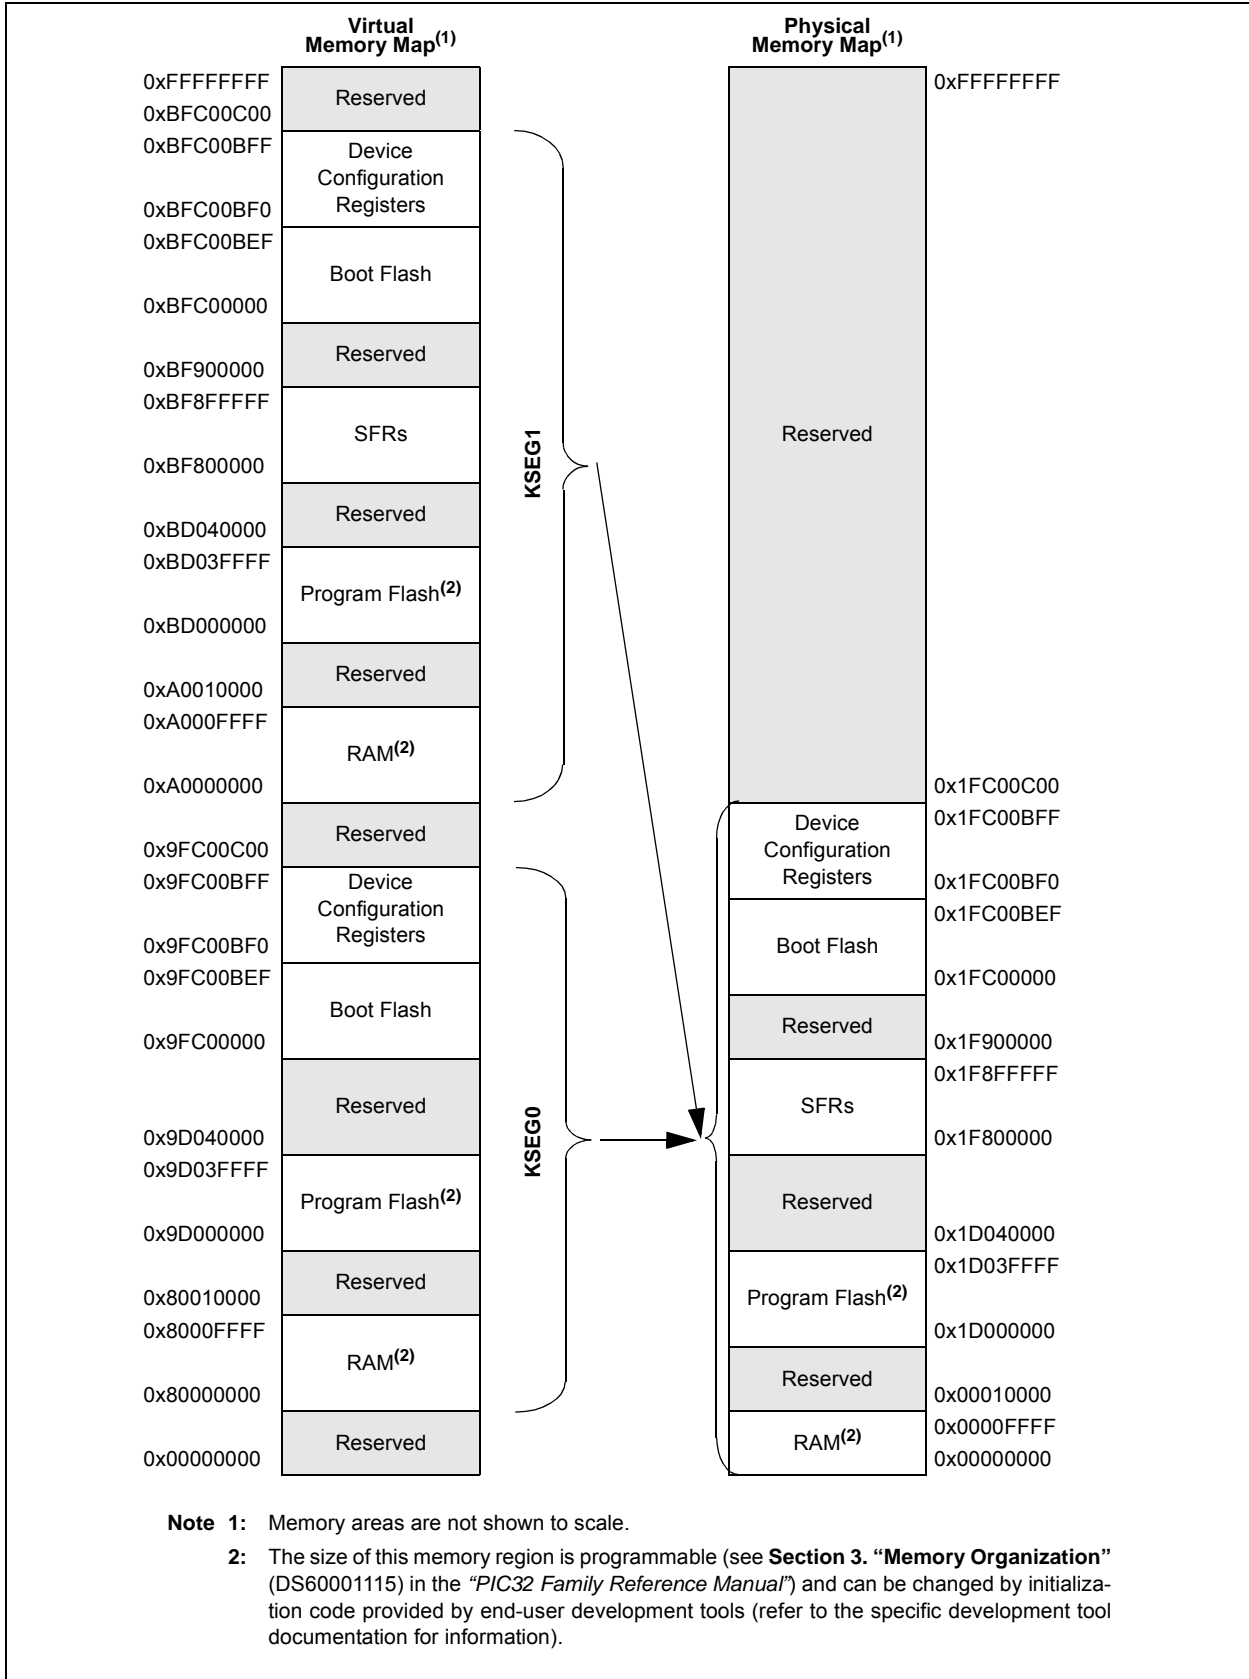 Virtual
Memory Map(1)
0xFFFFFFFF
Reserved
0xBFC00C00
0xBFC00BFF
Device
Configuration
Registers
0xBFC00BF0
0xBFC00BEF
Boot Flash
0xBFC00000
Reserved
0xBF900000
0xBF8FFFFF
SFRs
0xBF800000
Reserved
0xBD040000
0xBD03FFFF
Program Flash(2)
0xBD000000
Reserved
0xA0010000
0xA000FFFF
RAM(2)
0xA0000000
Reserved
0x9FC00C00
0x9FC00BFF
Device
Configuration
Registers
0x9FC00BF0
0x9FC00BEF
Boot Flash
0x9FC00000
Reserved
0x9D040000
0x9D03FFFF
Program Flash(2)
0x9D000000
Reserved
0x80010000
0x8000FFFF
RAM(2)
0x80000000
Reserved
0x00000000
KSEG1
KSEG0
Physical
Memory Map(1)
0xFFFFFFFF
Reserved
0x1FC00C00
0x1FC00BFF
Device
Configuration
Registers
0x1FC00BF0
0x1FC00BEF
Boot Flash
0x1FC00000
Reserved
0x1F900000
0x1F8FFFFF
SFRs
0x1F800000
Reserved
0x1D040000
0x1D03FFFF
Program Flash(2)
0x1D000000
Reserved
0x00010000
0x0000FFFF
RAM(2)
0x00000000
Note 1: Memory areas are not shown to scale.
2: The size of this memory region is programmable (see Section 3. “Memory Organization”
(DS60001115) in the “PIC32 Family Reference Manual”) and can be changed by initializa-
tion code provided by end-user development tools (refer to the specific development tool
documentation for information).